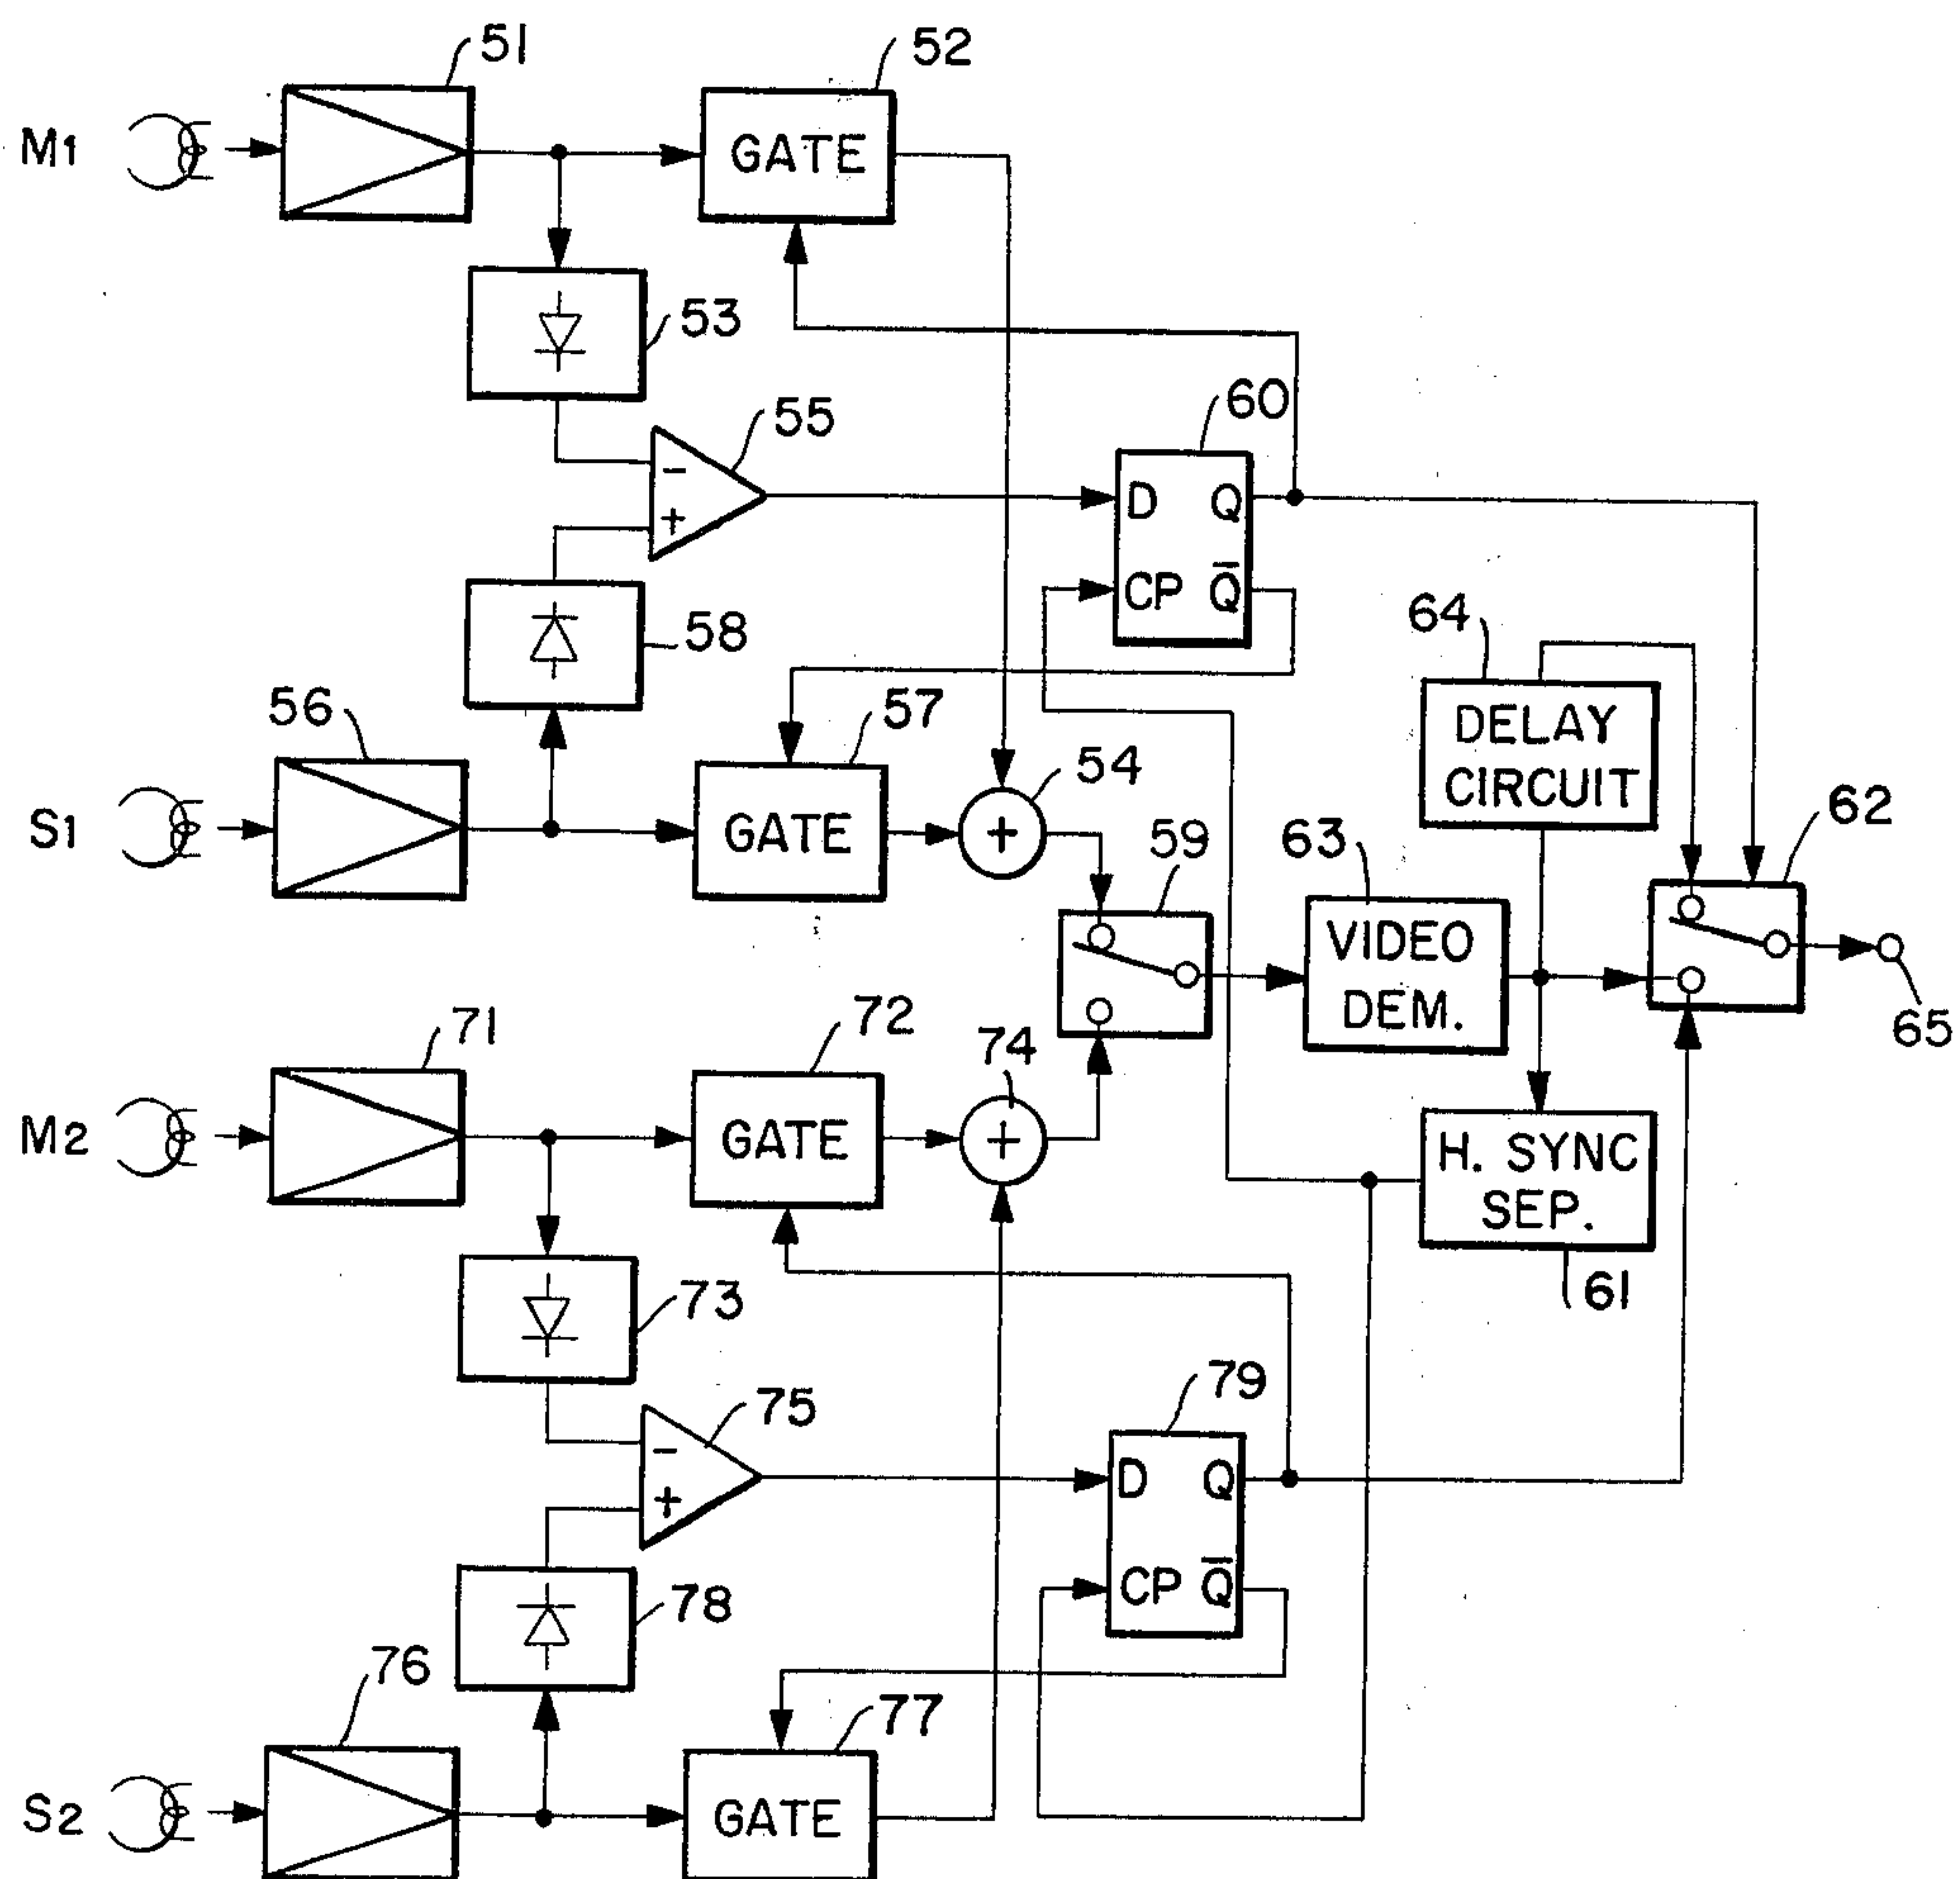 51
52
M1
GATE
53
60
55
-
+
D Q
CP Q̄
64
58
DELAY
CIRCUIT
56
57
54
62
S1
GATE
+
59
63
VIDEO
DEM.
65
71
72
74
M2
GATE
+
H. SYNC
SEP.
61
73
79
75
-
+
D Q
CP Q̄
78
76
77
S2
GATE